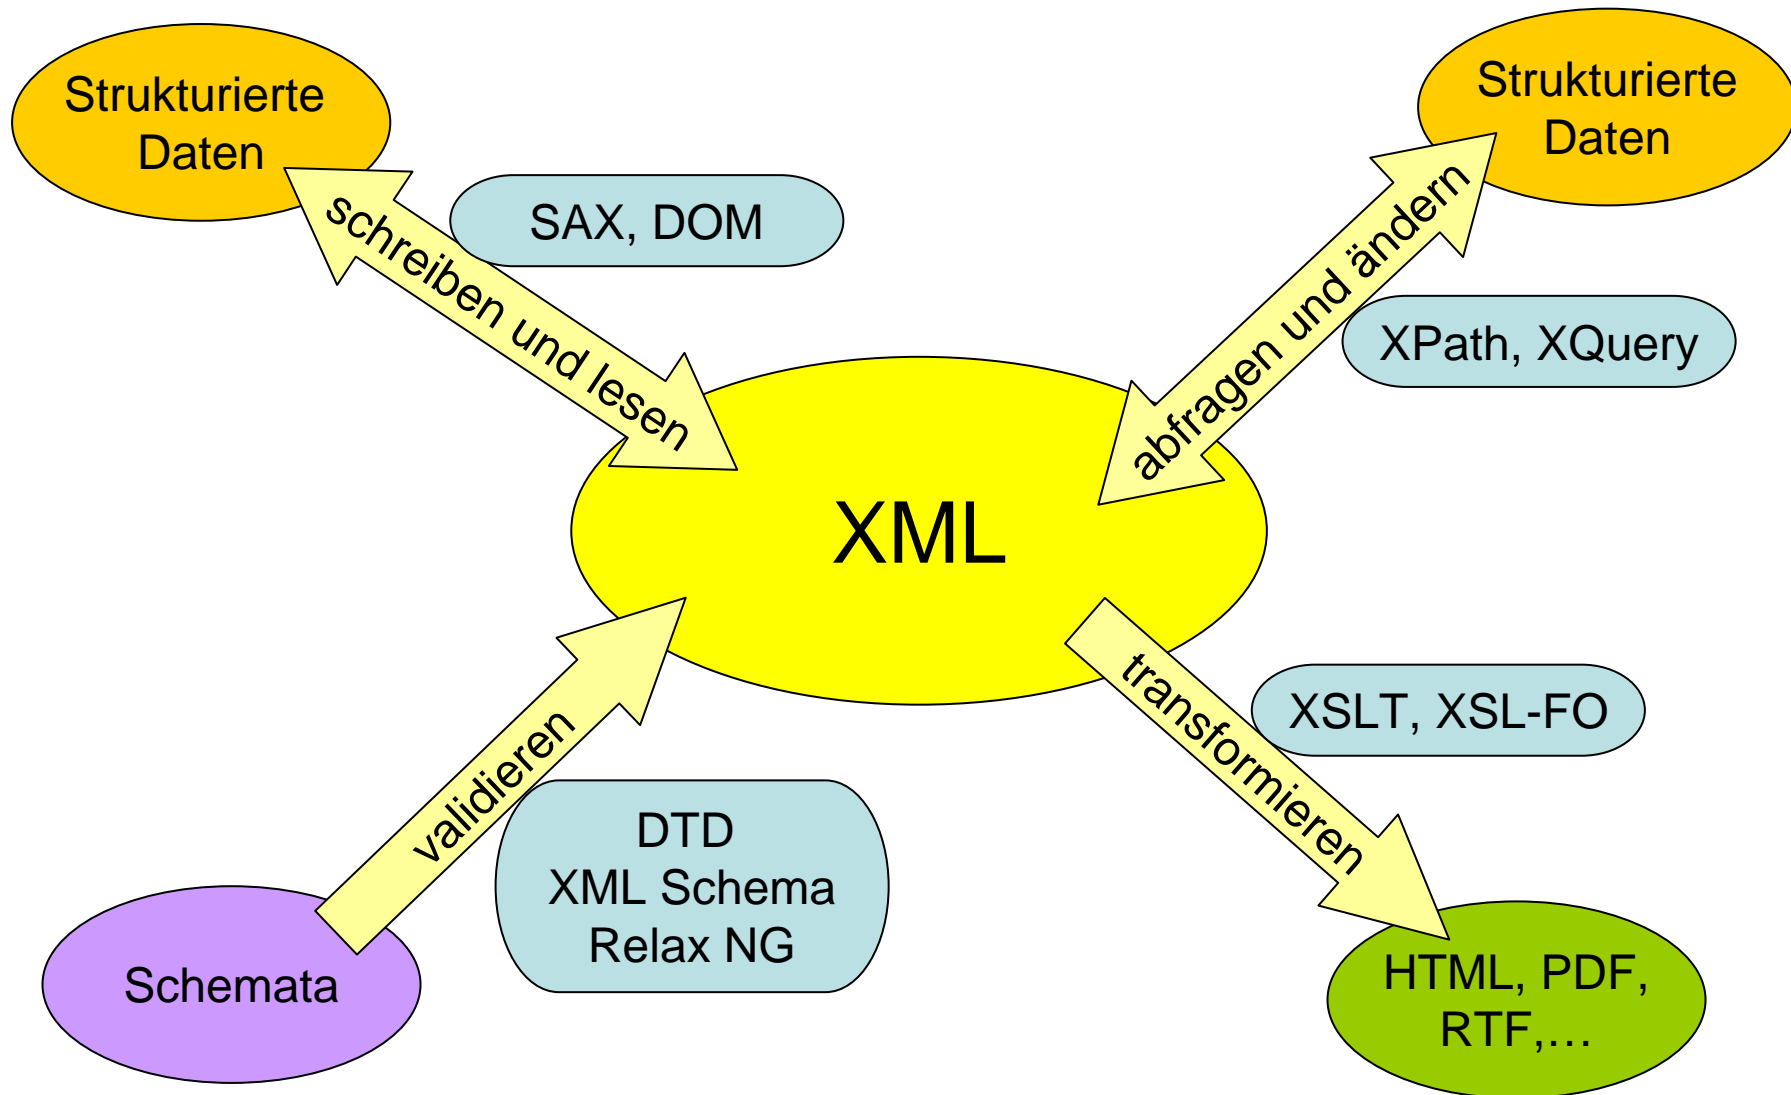 Strukturierte
Daten
Strukturierte
Daten
schreiben und lesen
SAX, DOM
abfragen und ändern
XPath, XQuery
XML
validieren
DTD
XML Schema
Relax NG
transformieren
XSLT, XSL-FO
Schemata
HTML, PDF,
RTF,…